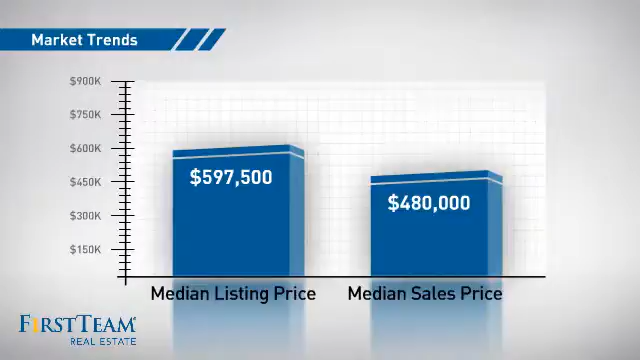 Market Trends
$900K
$750K
$600K
$450K
$300K
$150K
$597,500
$480,000
Median Listing Price
Median Sales Price
FIRSTTEAM®
REAL ESTATE